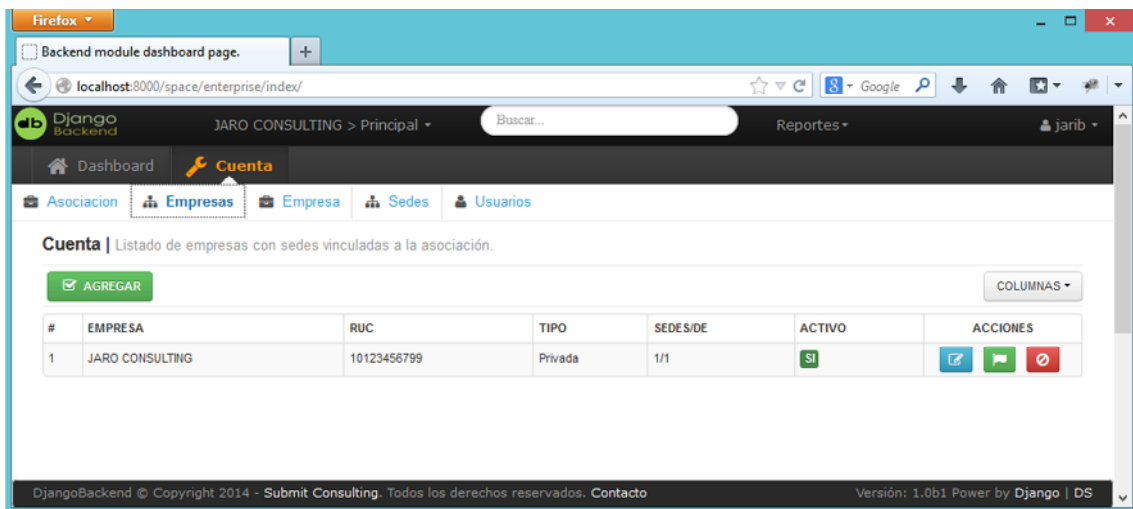 Firefox
Backend module dashboard page.
localhost:8000/space/enterprise/index/
Google
db Django Backend
JARO CONSULTING > Principal
Buscar...
Reportes
jarib
Dashboard
Cuenta
Asociacion
Empresas
Empresa
Sedes
Usuarios
Cuenta | Listado de empresas con sedes vinculadas a la asociación.
AGREGAR
COLUMNAS
# EMPRESA RUC TIPO SEDES/DE ACTIVO ACCIONES
1 JARO CONSULTING 10123456799 Privada 1/1 SI
DjangoBackend © Copyright 2014 - Submit Consulting. Todos los derechos reservados. Contacto
Versión: 1.0b1 Power by Django | DS